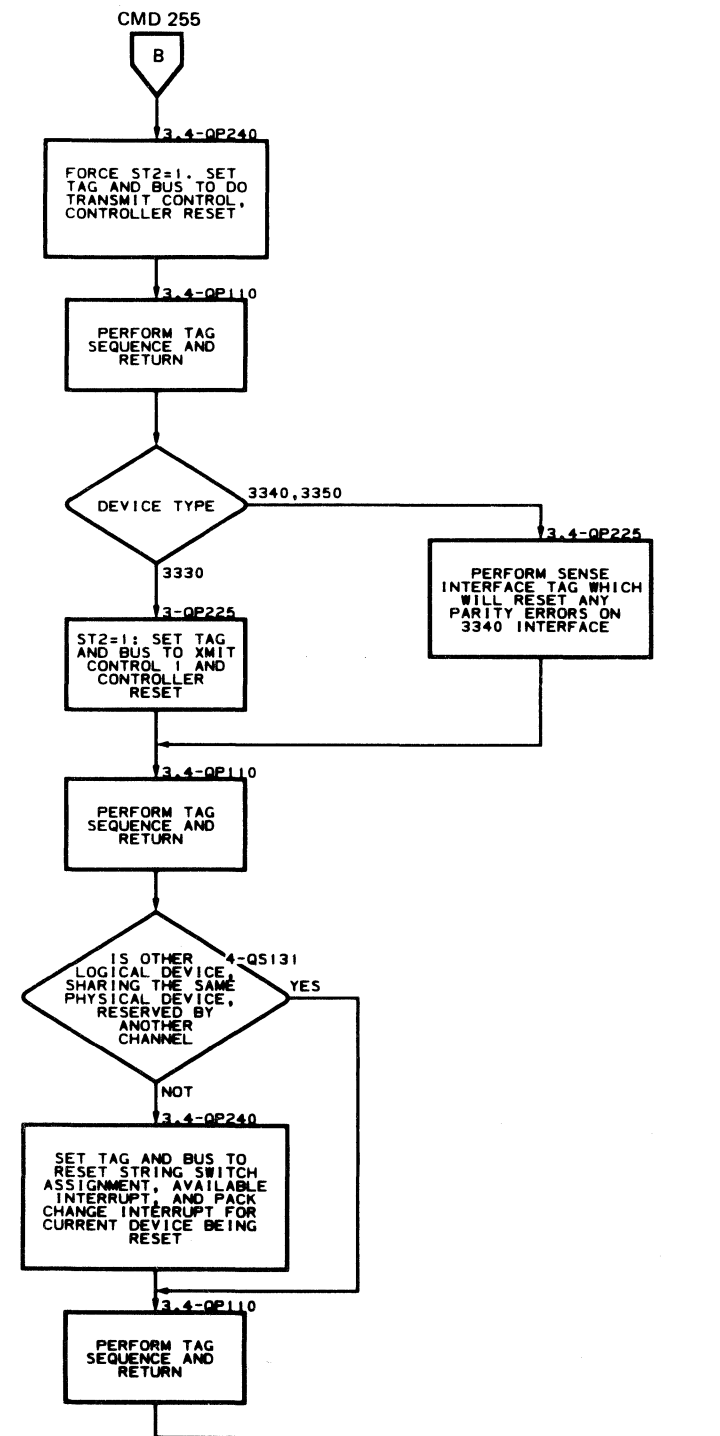 CMD 255
B
3.4-QP240
FORCE ST2=1. SET
TAG AND BUS TO DO
TRANSMIT CONTROL,
CONTROLLER RESET
3.4-QP110
PERFORM TAG
SEQUENCE AND
RETURN
DEVICE TYPE
3340,3350
3330
3.4-QP225
PERFORM SENSE
INTERFACE TAG WHICH
WILL RESET ANY
PARITY ERRORS ON
3340 INTERFACE
3-QP225
ST2=1: SET TAG
AND BUS TO XMIT
CONTROL 1 AND
CONTROLLER
RESET
3.4-QP110
PERFORM TAG
SEQUENCE AND
RETURN
4-QS131
IS OTHER
LOGICAL DEVICE,
SHARING THE SAME
PHYSICAL DEVICE,
RESERVED BY
ANOTHER
CHANNEL
YES
NOT
3.4-QP240
SET TAG AND BUS TO
RESET STRING SWITCH
ASSIGNMENT, AVAILABLE
INTERRUPT, AND PACK
CHANGE INTERRUPT FOR
CURRENT DEVICE BEING
RESET
3.4-QP110
PERFORM TAG
SEQUENCE AND
RETURN